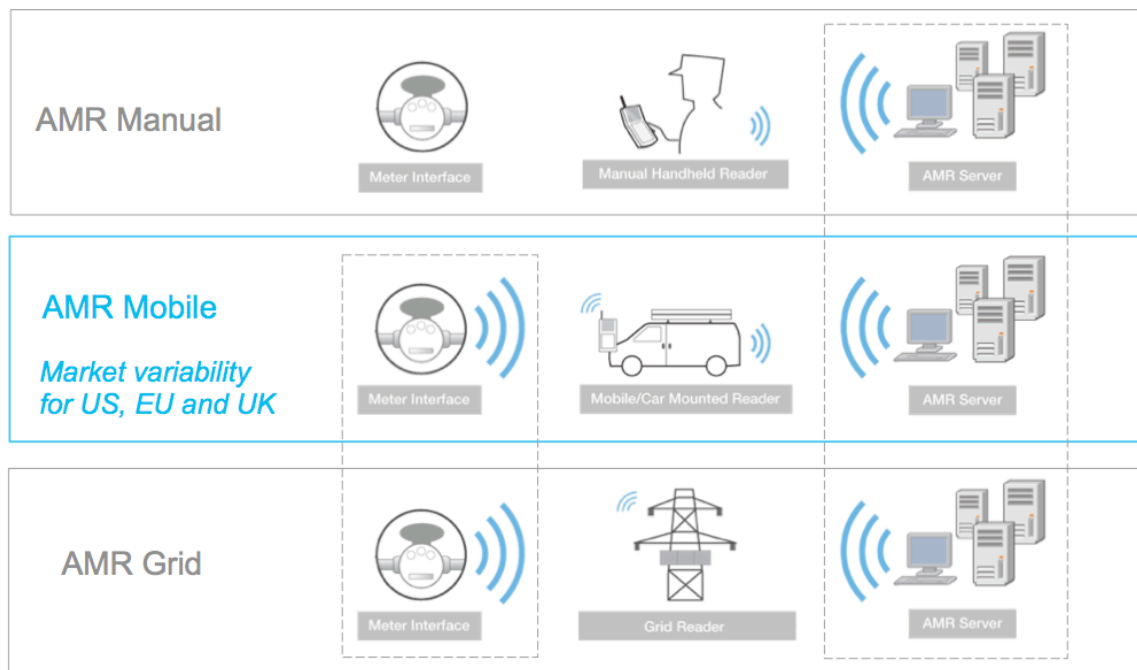 AMR Manual
Meter Interface
Manual Handheld Reader
AMR Server
AMR Mobile
Market variability
for US, EU and UK
Meter Interface
Mobile/Car Mounted Reader
AMR Server
AMR Grid
Meter Interface
Grid Reader
AMR Server